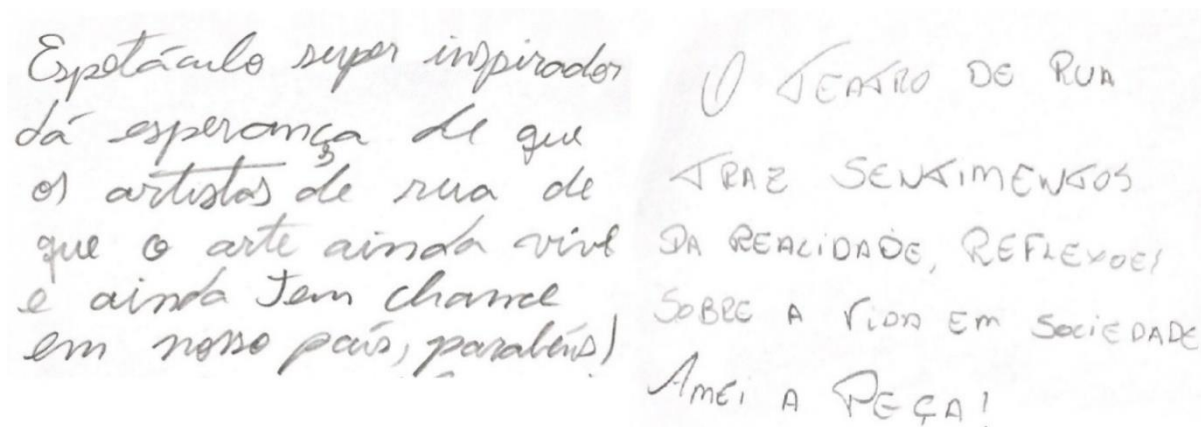 Espetáculo super inspirador
dá esperança de que
os artistas de rua de
que o arte ainda vive
e ainda tem chance
em nosso país, parabéns!
O TEATRO DE RUA
TRAZ SENTIMENTOS
DA REALIDADE, REFLEXOES
SOBRE A VIDA EM SOCIEDADE
AMEI A PEÇA!